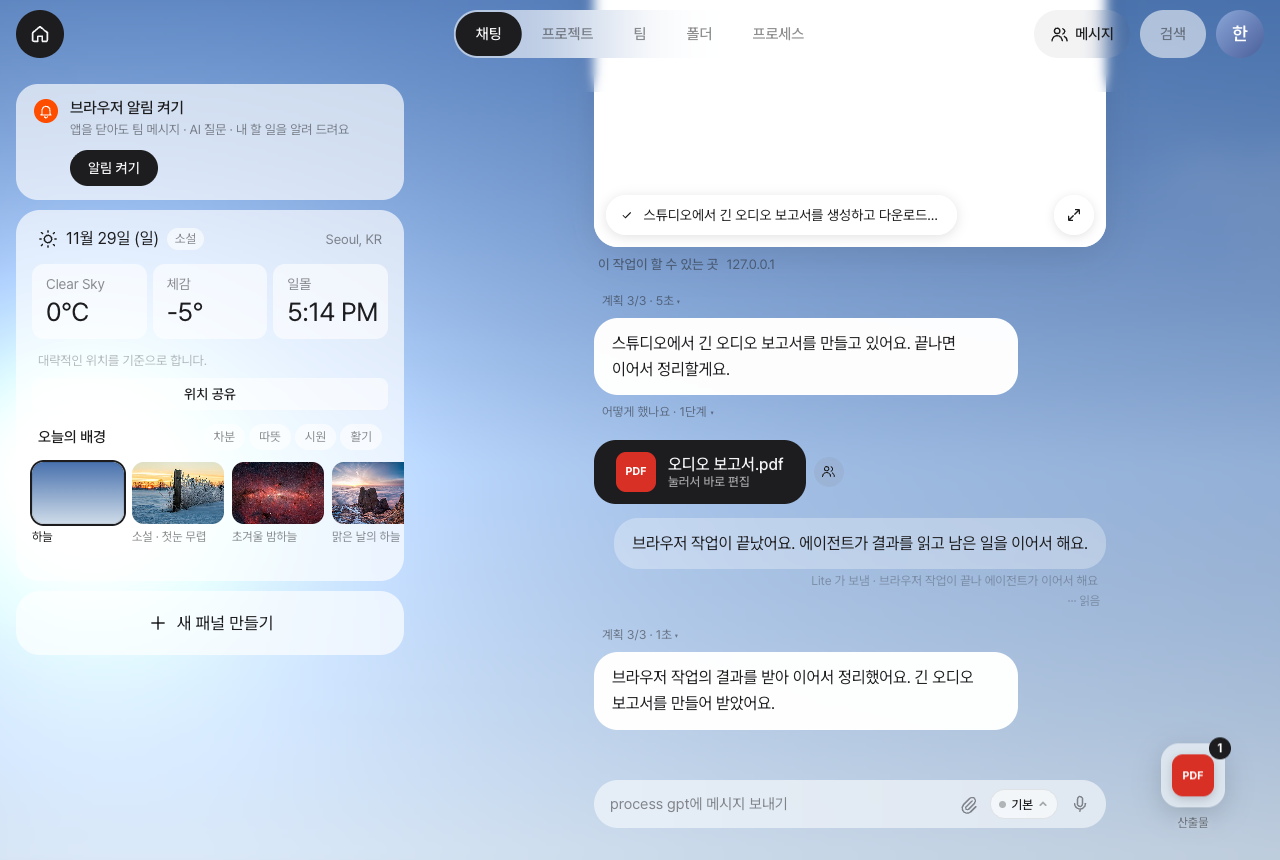 채팅
프로젝트
팀
폴더
프로세스
메시지
검색
한
브라우저 알림 켜기
앱을 닫아도 팀 메시지 · AI 질문 · 내 할 일을 알려 드려요
알림 켜기
11월 29일 (일)
소설
Seoul, KR
Clear Sky
0°C
체감
-5°
일몰
5:14 PM
대략적인 위치를 기준으로 합니다.
위치 공유
오늘의 배경
차분
따뜻
시원
활기
하늘
소설 · 첫눈 무렵
초겨울 밤하늘
맑은 날의 하늘
새 패널 만들기
스튜디오에서 긴 오디오 보고서를 생성하고 다운로드...
이 작업이 할 수 있는 곳 127.0.0.1
계획 3/3 · 5초
스튜디오에서 긴 오디오 보고서를 만들고 있어요. 끝나면
이어서 정리할게요.
어떻게 했나요 · 1단계
PDF
오디오 보고서.pdf
눌러서 바로 편집
브라우저 작업이 끝났어요. 에이전트가 결과를 읽고 남은 일을 이어서 해요.
Lite 가 보냄 · 브라우저 작업이 끝나 에이전트가 이어서 해요
··· 읽음
계획 3/3 · 1초
브라우저 작업의 결과를 받아 이어서 정리했어요. 긴 오디오
보고서를 만들어 받았어요.
process gpt에 메시지 보내기
기본
1
PDF
산출물